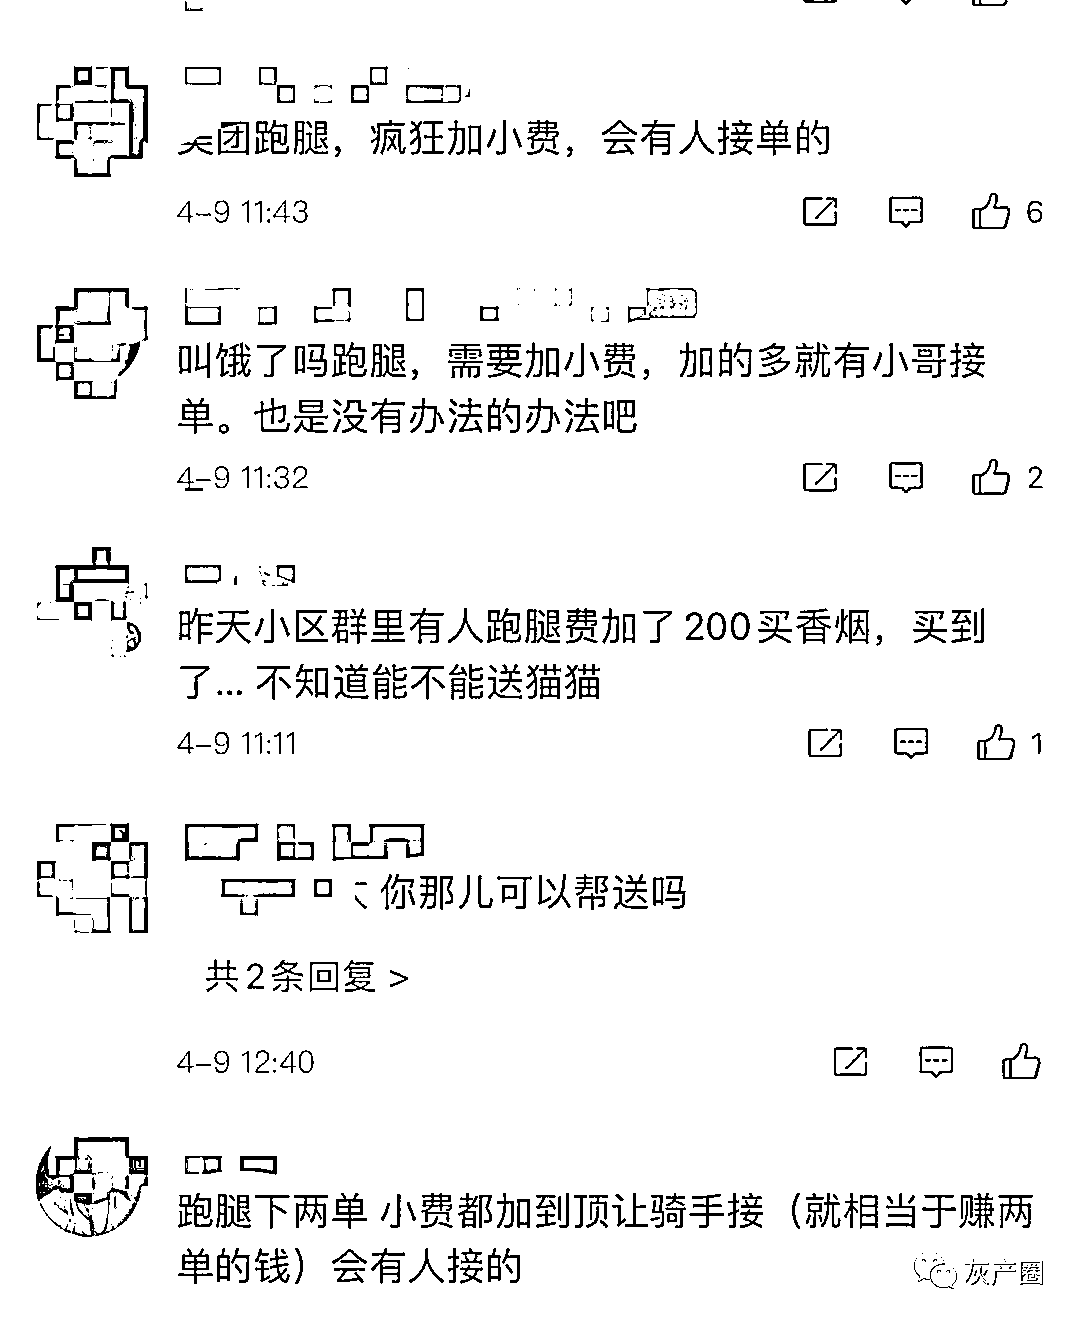 美团跑腿，疯狂加小费，会有人接单的
4-9 11:43
6
叫饿了吗跑腿，需要加小费，加的多就有小哥接
单。也是没有办法的办法吧
4-9 11:32
2
昨天小区群里有人跑腿费加了200买香烟，买到
了... 不知道能不能送猫猫
4-9 11:11
1
你那儿可以帮送吗
共2条回复 >
4-9 12:40
跑腿下两单 小费都加到顶让骑手接（就相当于赚两
单的钱）会有人接的
灰产圈